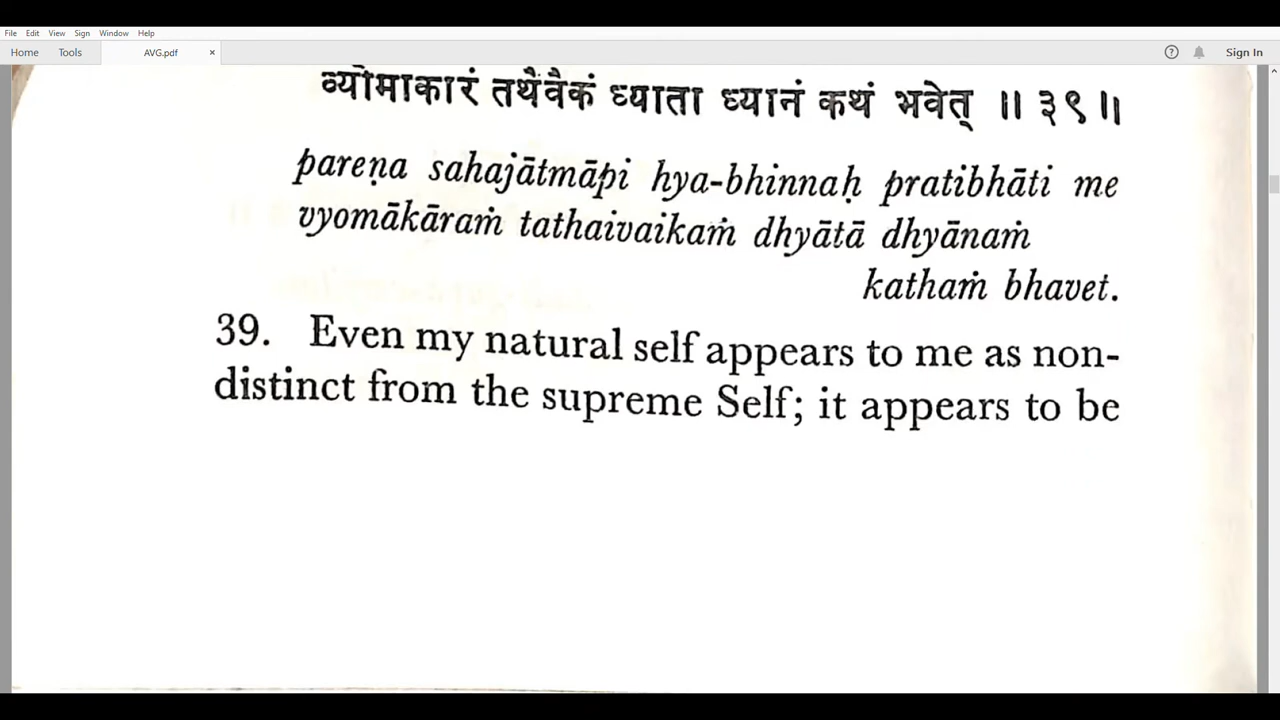 File Edit View Sign Window Help
Home Tools AVG.pdf × Sign In
व्योमाकारं तथैवैकं ध्याता ध्यानं कथं भवेत् ॥ ३९ ॥
pareṇa sahajātmāpi hya-bhinnaḥ pratibhāti me
vyomākāraṁ tathaivaikaṁ dhyātā dhyānaṁ
kathaṁ bhavet.
39. Even my natural self appears to me as non-
distinct from the supreme Self; it appears to be